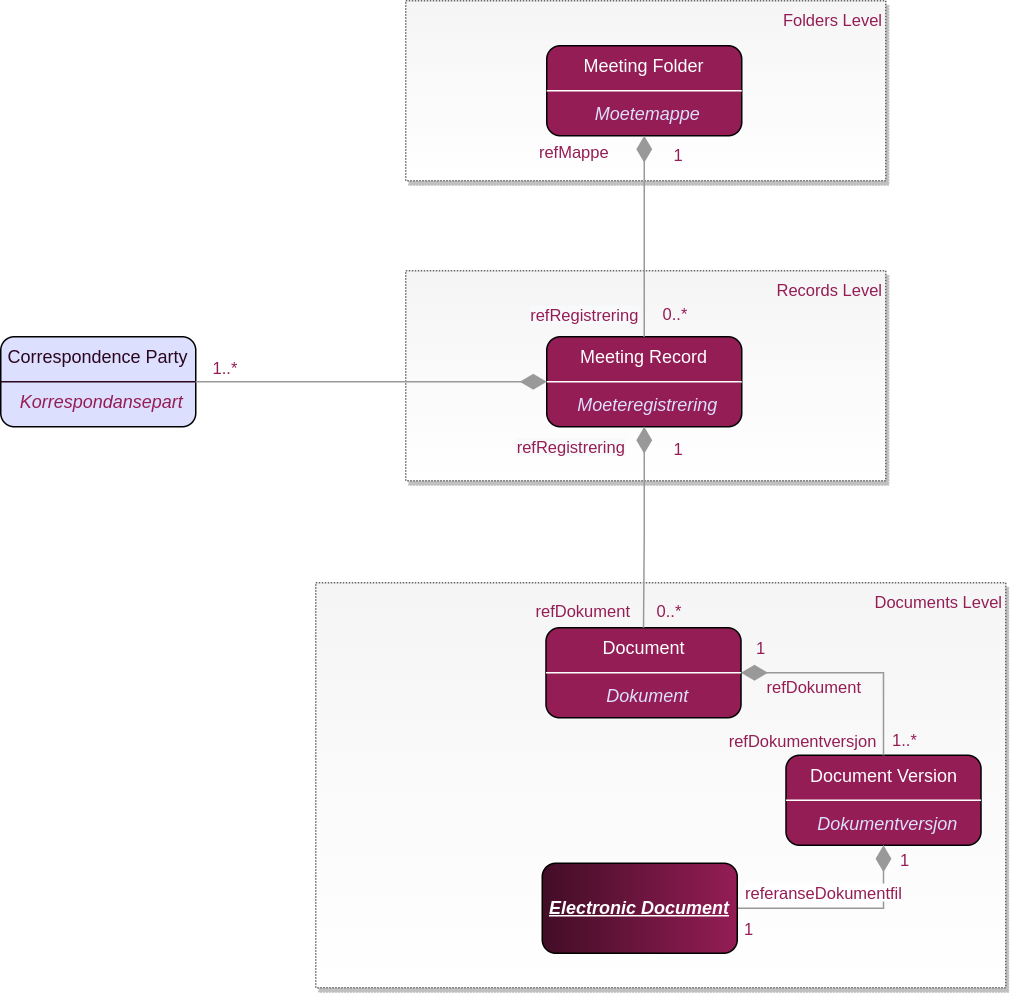 Folders Level
Meeting Folder
Moetemappe
refMappe
1
Records Level
refRegistrering
0..*
Correspondence Party
Korrespondansepart
1..*
Meeting Record
Moeteregistrering
refRegistrering
1
Documents Level
refDokument
0..*
Document
Dokument
1
refDokument
refDokumentversjon
1..*
Document Version
Dokumentversjon
1
referanseDokumentfil
Electronic Document
1